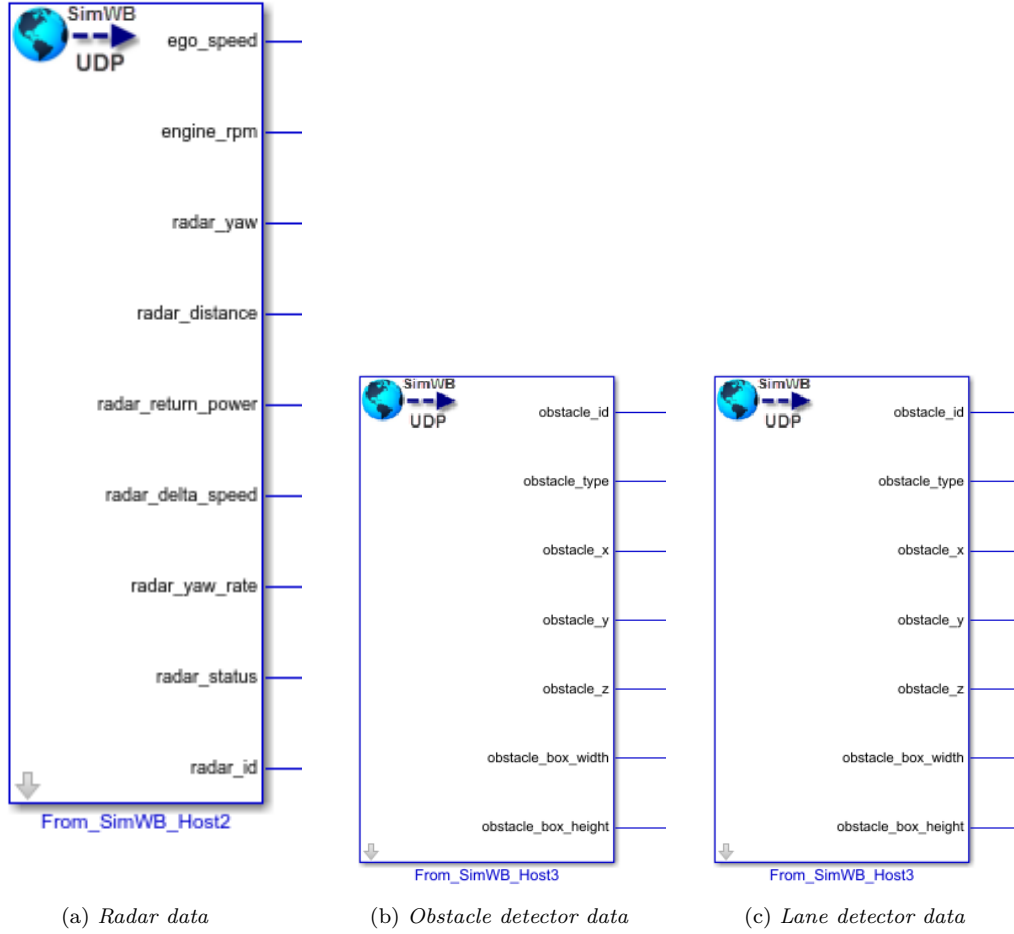 SimWB
UDP
ego_speed
engine_rpm
radar_yaw
radar_distance
radar_return_power
radar_delta_speed
radar_yaw_rate
radar_status
radar_id
From_SimWB_Host2
(a) Radar data
SimWB
UDP
obstacle_id
obstacle_type
obstacle_x
obstacle_y
obstacle_z
obstacle_box_width
obstacle_box_height
From_SimWB_Host3
(b) Obstacle detector data
SimWB
UDP
obstacle_id
obstacle_type
obstacle_x
obstacle_y
obstacle_z
obstacle_box_width
obstacle_box_height
From_SimWB_Host3
(c) Lane detector data